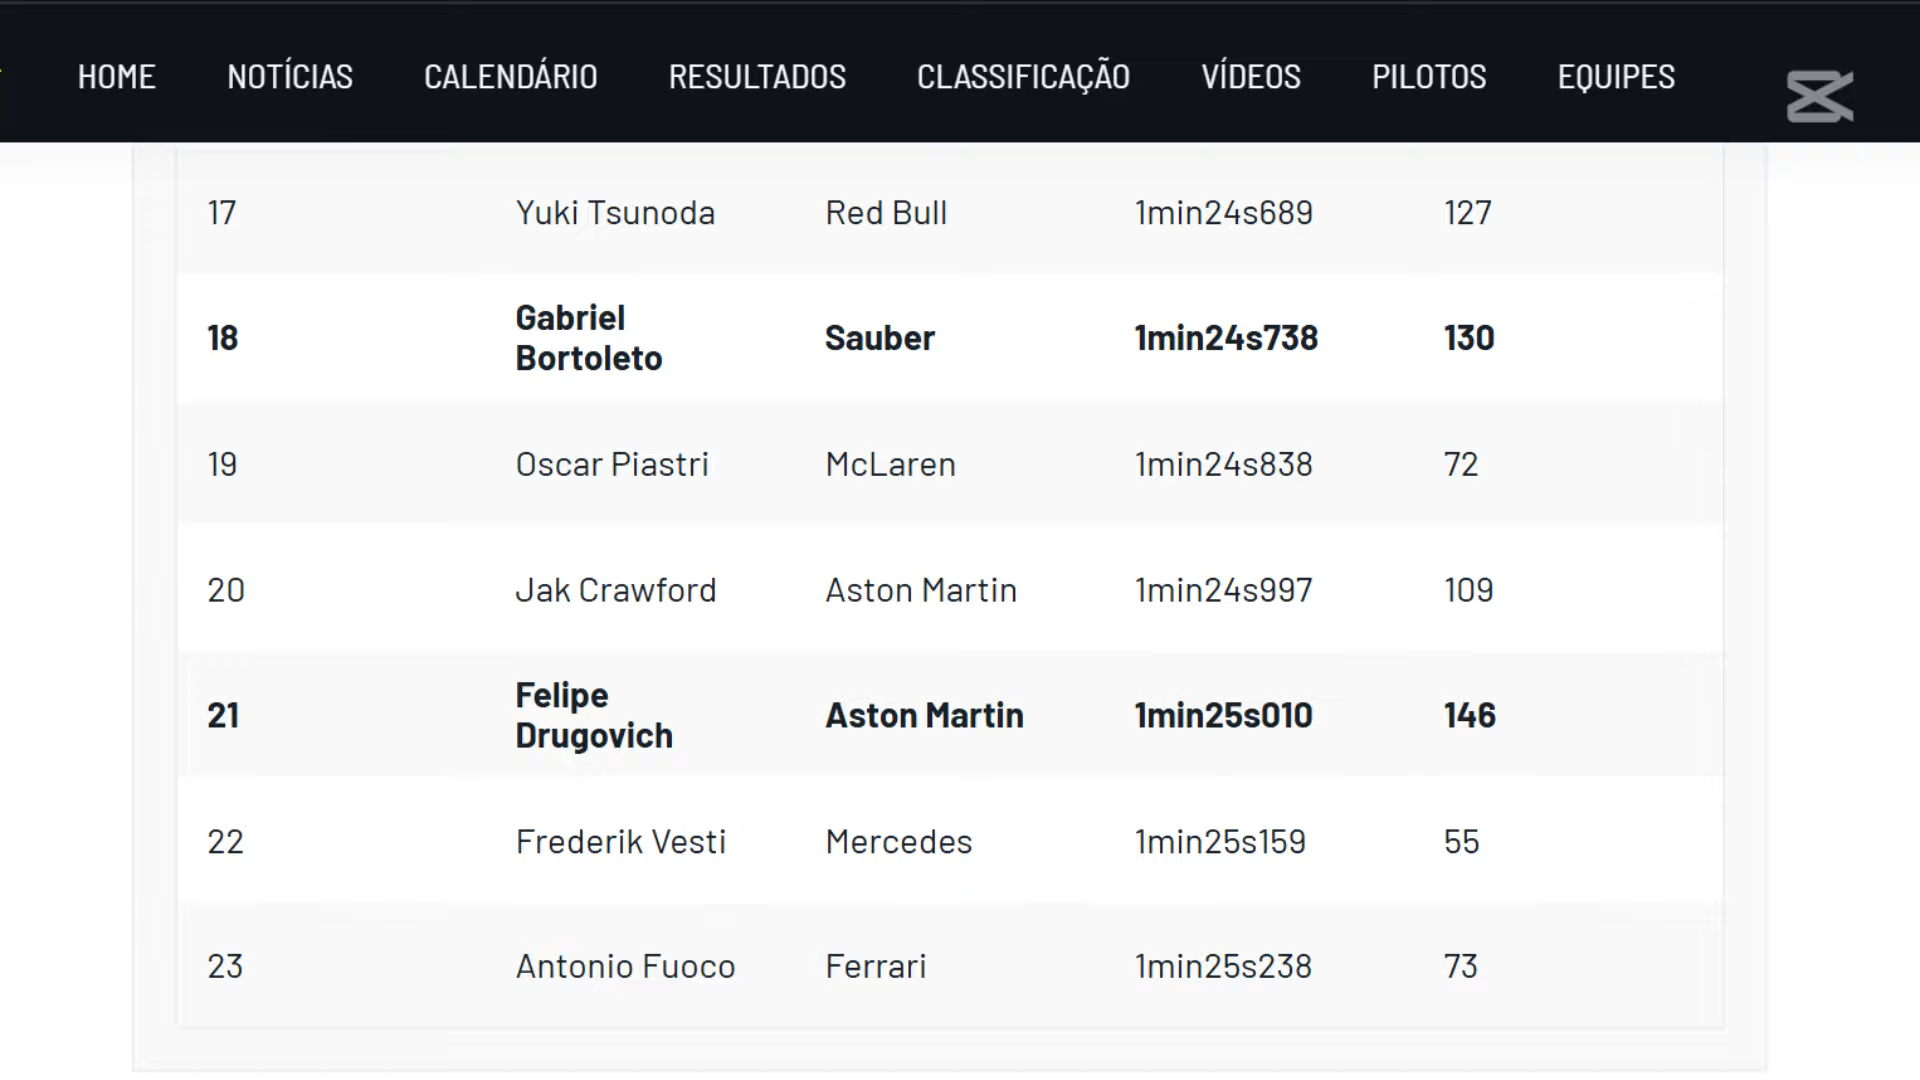 HOME NOTÍCIAS CALENDÁRIO RESULTADOS CLASSIFICAÇÃO VÍDEOS PILOTOS EQUIPES
17 Yuki Tsunoda Red Bull 1min24s689 127
18 Gabriel Bortoleto Sauber 1min24s738 130
19 Oscar Piastri McLaren 1min24s838 72
20 Jak Crawford Aston Martin 1min24s997 109
21 Felipe Drugovich Aston Martin 1min25s010 146
22 Frederik Vesti Mercedes 1min25s159 55
23 Antonio Fuoco Ferrari 1min25s238 73